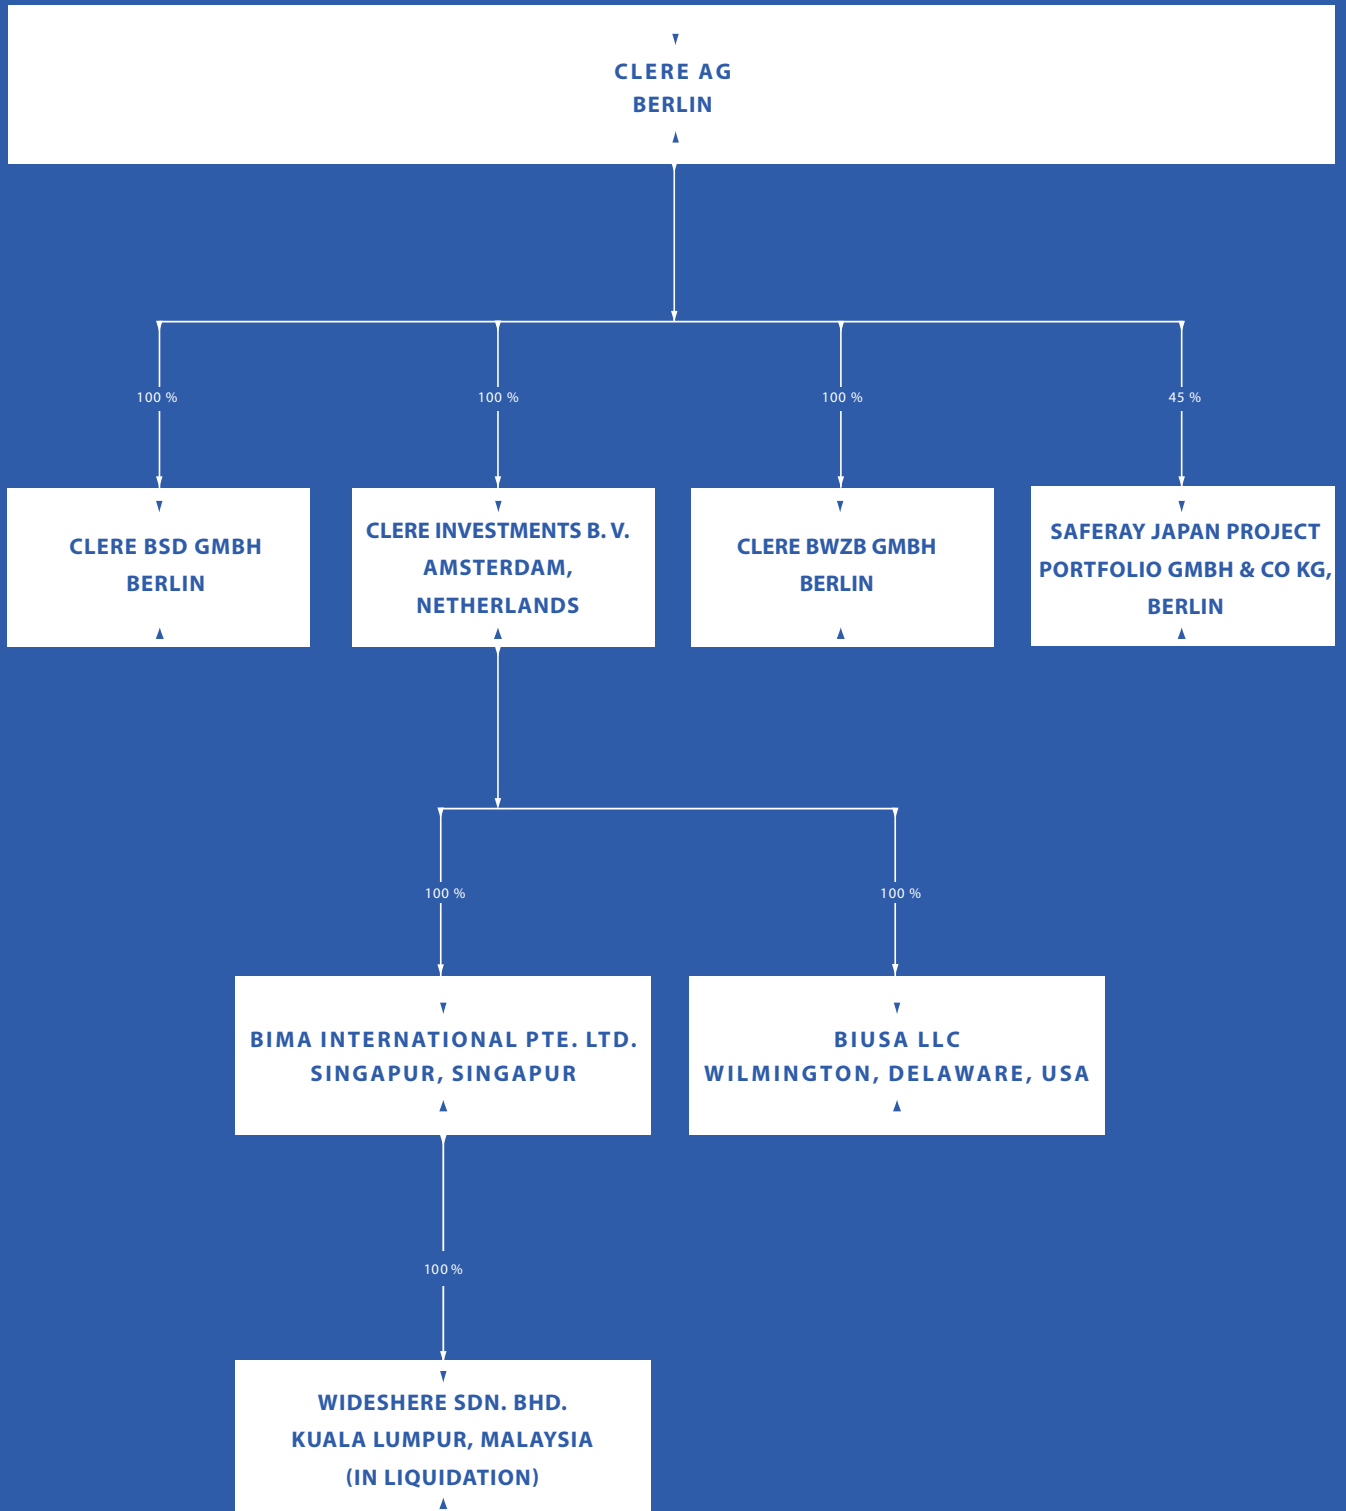 CLERE AG
BERLIN
100 %
100 %
100 %
45 %
CLERE BSD GMBH
BERLIN
CLERE INVESTMENTS B. V.
AMSTERDAM,
NETHERLANDS
CLERE BWZB GMBH
BERLIN
SAFERAY JAPAN PROJECT
PORTFOLIO GMBH & CO KG,
BERLIN
100 %
100 %
BIMA INTERNATIONAL PTE. LTD.
SINGAPUR, SINGAPUR
BIUSA LLC
WILMINGTON, DELAWARE, USA
100 %
WIDESHERE SDN. BHD.
KUALA LUMPUR, MALAYSIA
(IN LIQUIDATION)